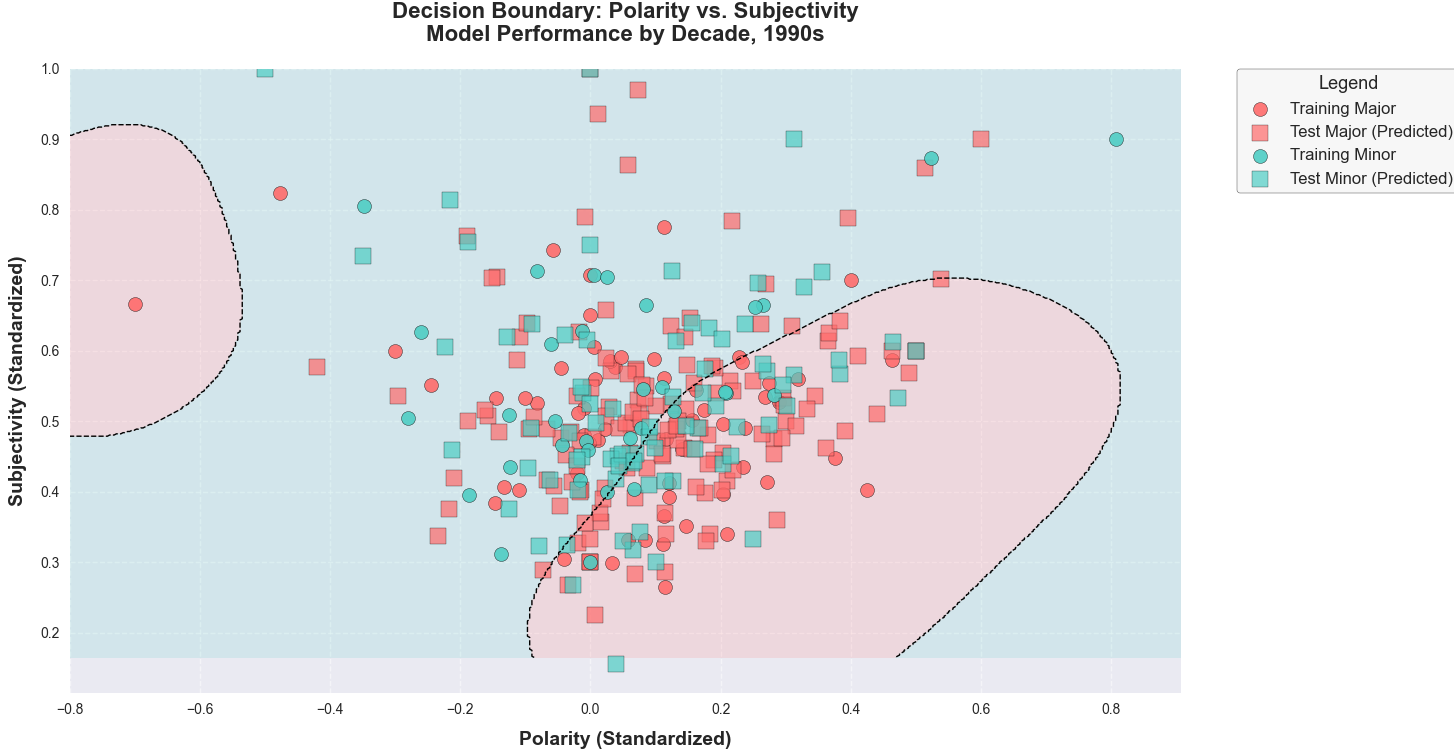 Decision Boundary: Polarity vs. Subjectivity
Model Performance by Decade, 1990s
Legend
Training Major
Test Major (Predicted)
Training Minor
Test Minor (Predicted)
Subjectivity (Standardized)
1.0
0.9
0.8
0.7
0.6
0.5
0.4
0.3
0.2
−0.8
−0.6
−0.4
−0.2
0.0
0.2
0.4
0.6
0.8
Polarity (Standardized)